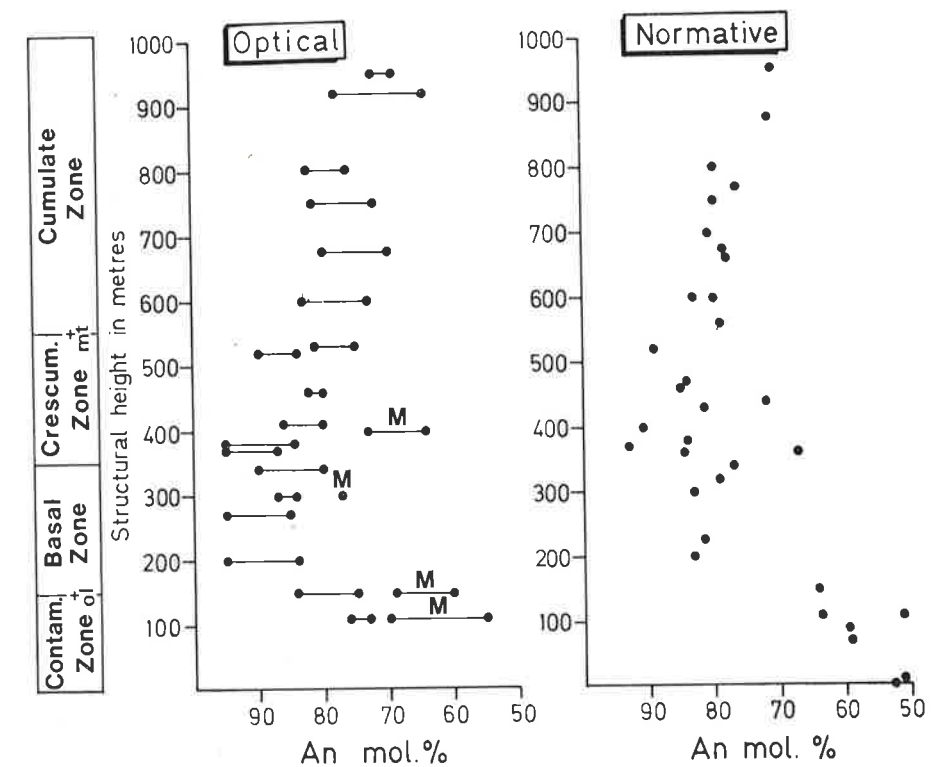 Optical
Normative
Cumulate
Zone
Crescum.
Zone mt
+
Basal
Zone
Contam.
Zone ol
+
Structural height in metres
1000
900
800
700
600
500
400
300
200
100
M
M
M
M
90 80 70 60 50
An mol.%
1000
900
800
700
600
500
400
300
200
100
90 80 70 60 50
An mol. %